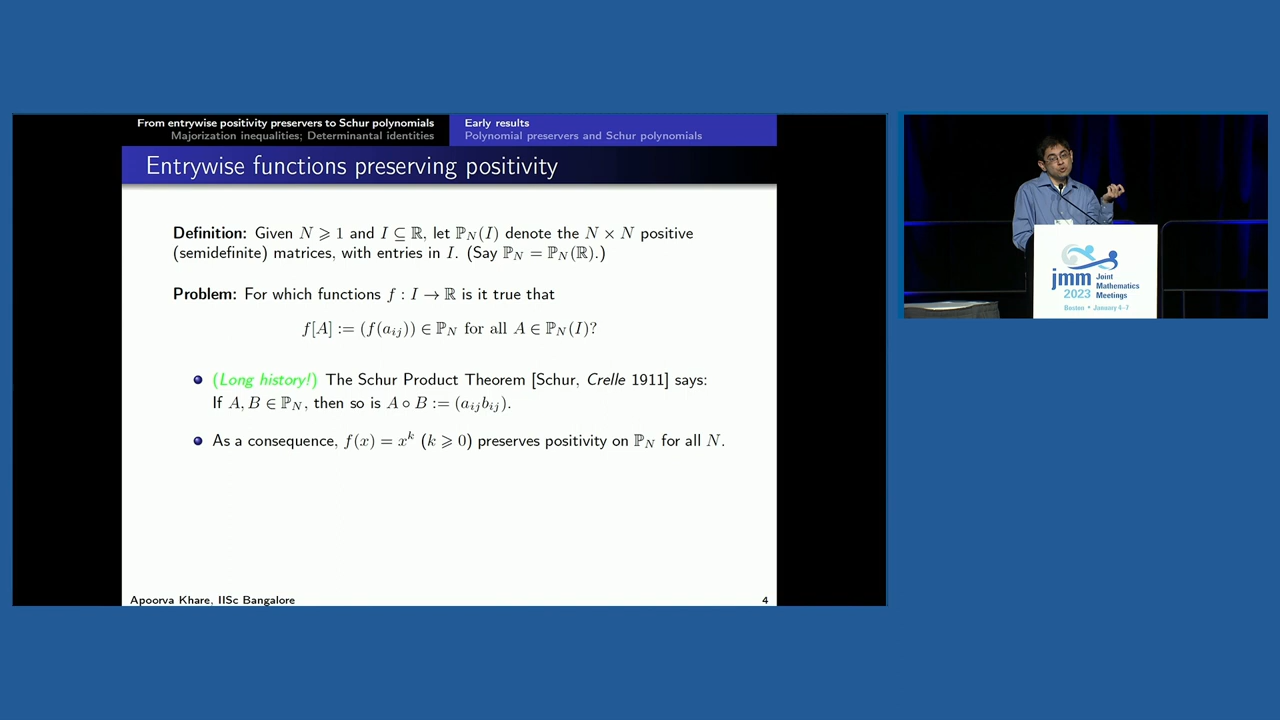 From entrywise positivity preservers to Schur polynomials
Majorization inequalities; Determinantal identities
Early results
Polynomial preservers and Schur polynomials
Entrywise functions preserving positivity
Definition: Given N ⩾ 1 and I ⊆ ℝ, let ℙ_N(I) denote the N × N positive
(semidefinite) matrices, with entries in I. (Say ℙ_N = ℙ_N(ℝ).)
Problem: For which functions f : I → ℝ is it true that
f[A] := (f(a_ij)) ∈ ℙ_N for all A ∈ ℙ_N(I)?
(Long history!) The Schur Product Theorem [Schur, Crelle 1911] says:
If A, B ∈ ℙ_N, then so is A ∘ B := (a_ij b_ij).
As a consequence, f(x) = x^k (k ⩾ 0) preserves positivity on ℙ_N for all N.
Apoorva Khare, IISc Bangalore
4
jmm
2023
Joint
Mathematics
Meetings
Boston • January 4-7